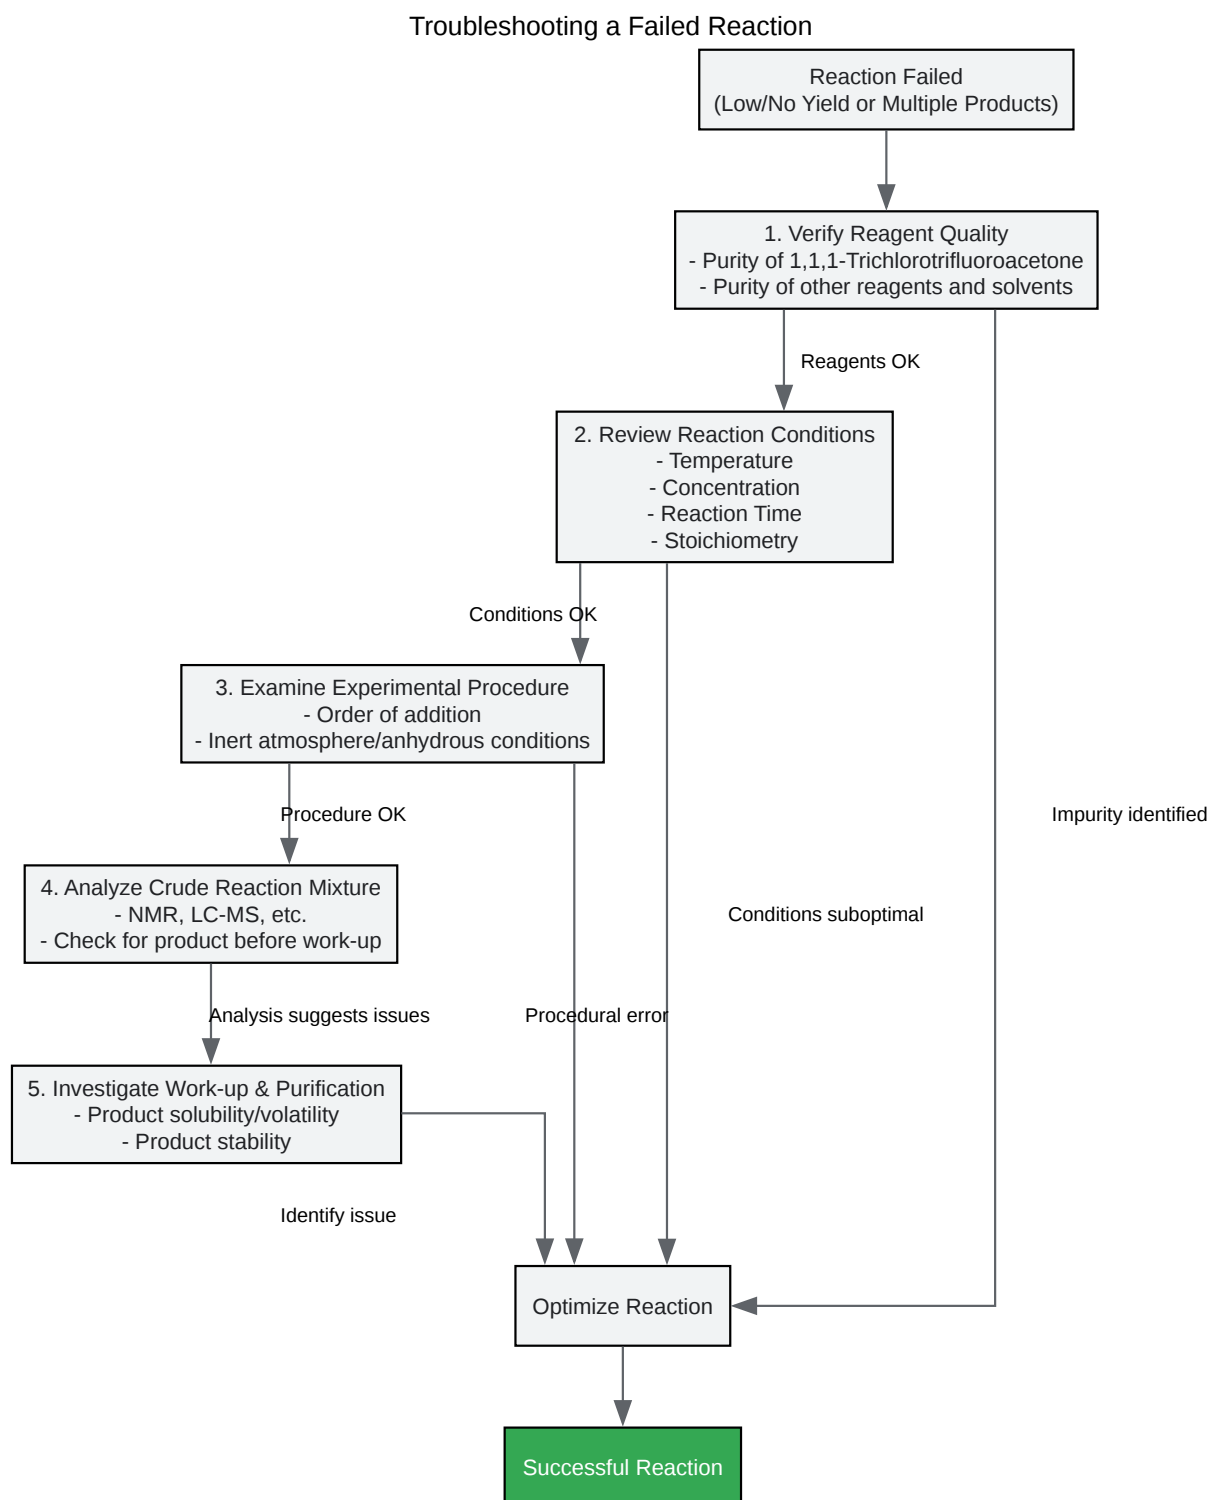 Troubleshooting a Failed Reaction
Reaction Failed
(Low/No Yield or Multiple Products)
1. Verify Reagent Quality
- Purity of 1,1,1-Trichlorotrifluoroacetone
- Purity of other reagents and solvents
Reagents OK
2. Review Reaction Conditions
- Temperature
- Concentration
- Reaction Time
- Stoichiometry
Conditions OK
3. Examine Experimental Procedure
- Order of addition
- Inert atmosphere/anhydrous conditions
Procedure OK
Impurity identified
4. Analyze Crude Reaction Mixture
- NMR, LC-MS, etc.
- Check for product before work-up
Conditions suboptimal
Analysis suggests issues
Procedural error
5. Investigate Work-up & Purification
- Product solubility/volatility
- Product stability
Identify issue
Optimize Reaction
Successful Reaction